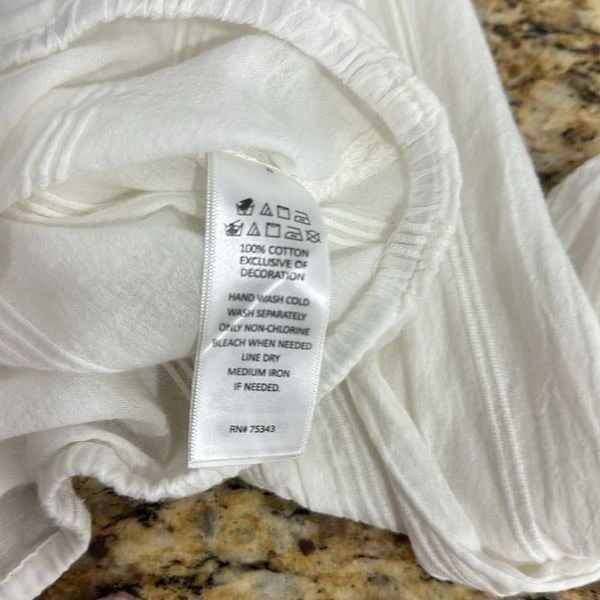 100% COTTON
EXCLUSIVE OF
DECORATION
HAND WASH COLD
WASH SEPARATELY
ONLY NON-CHLORINE
BLEACH WHEN NEEDED
LINE DRY
MEDIUM IRON
IF NEEDED.
RN# 75343